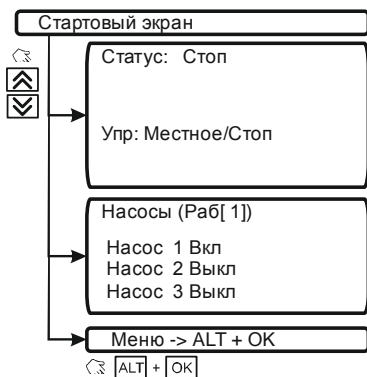 Стартовый экран
Статус: Стоп
Упр: Местное/Стоп
Насосы (Раб[ 1])
Насос 1 Вкл
Насос 2 Выкл
Насос 3 Выкл
Меню -> ALT + OK
ALT + OK